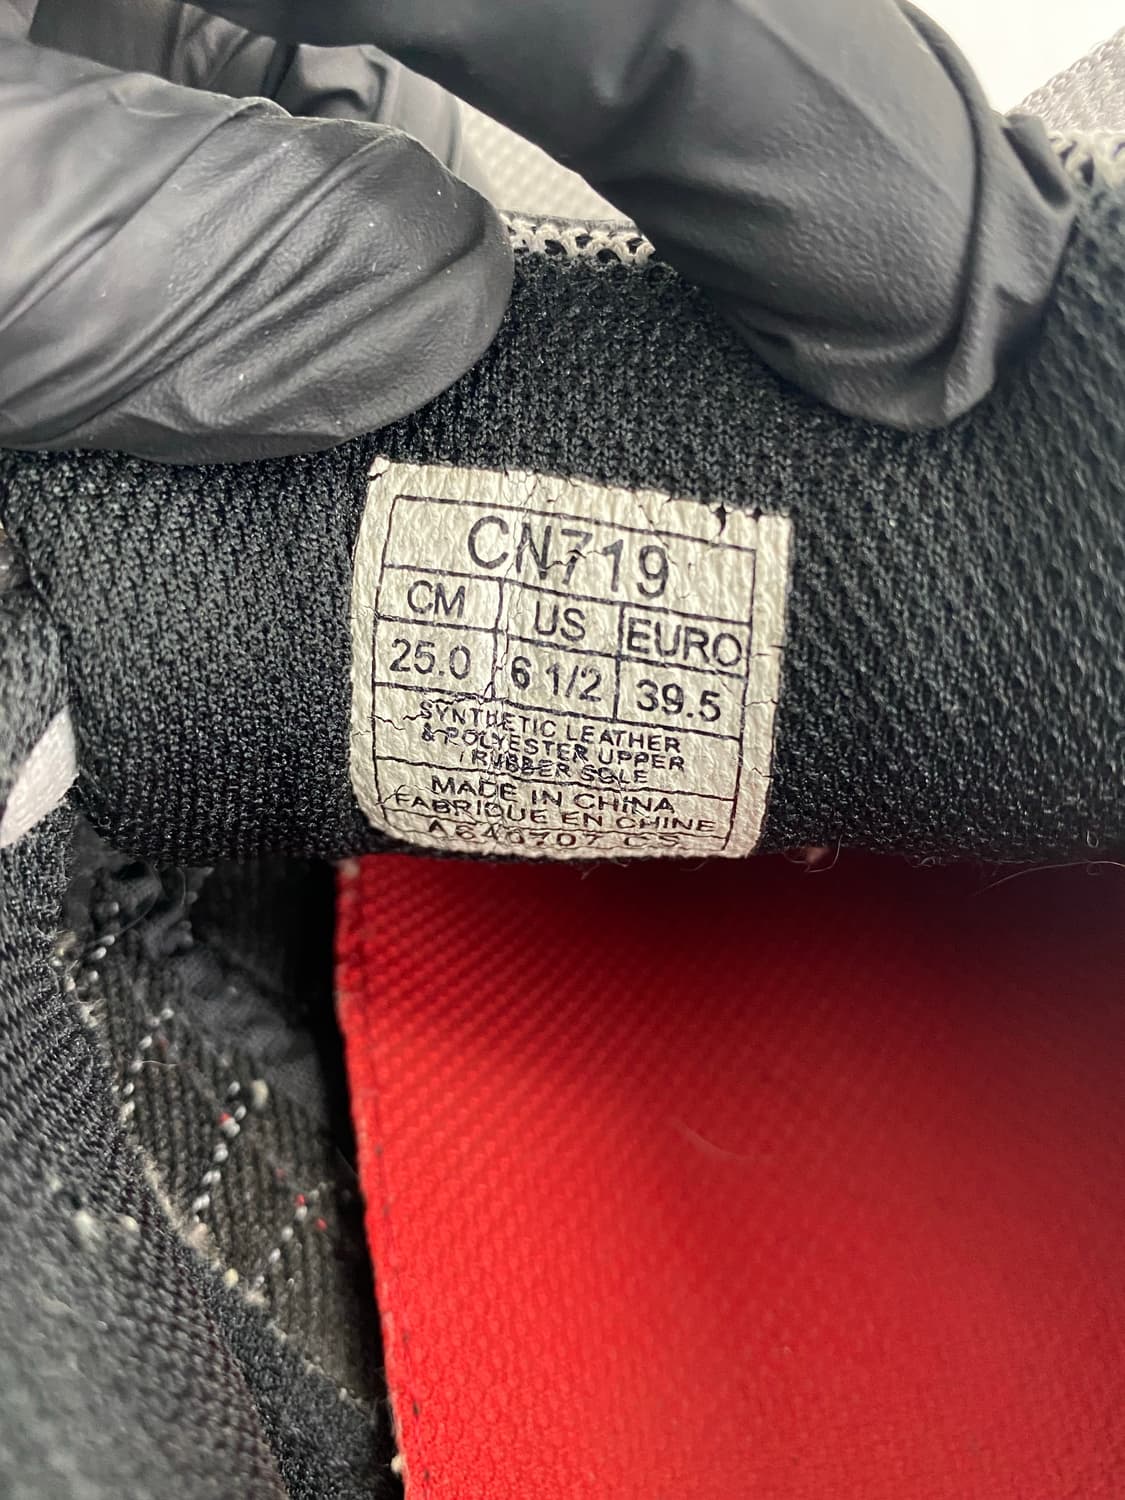 CN719
CM US EURO
25.0 6 1/2 39.5
SYNTHETIC LEATHER
& POLYESTER UPPER
/ RUBBER SOLE
MADE IN CHINA
FABRIQUE EN CHINE
CS